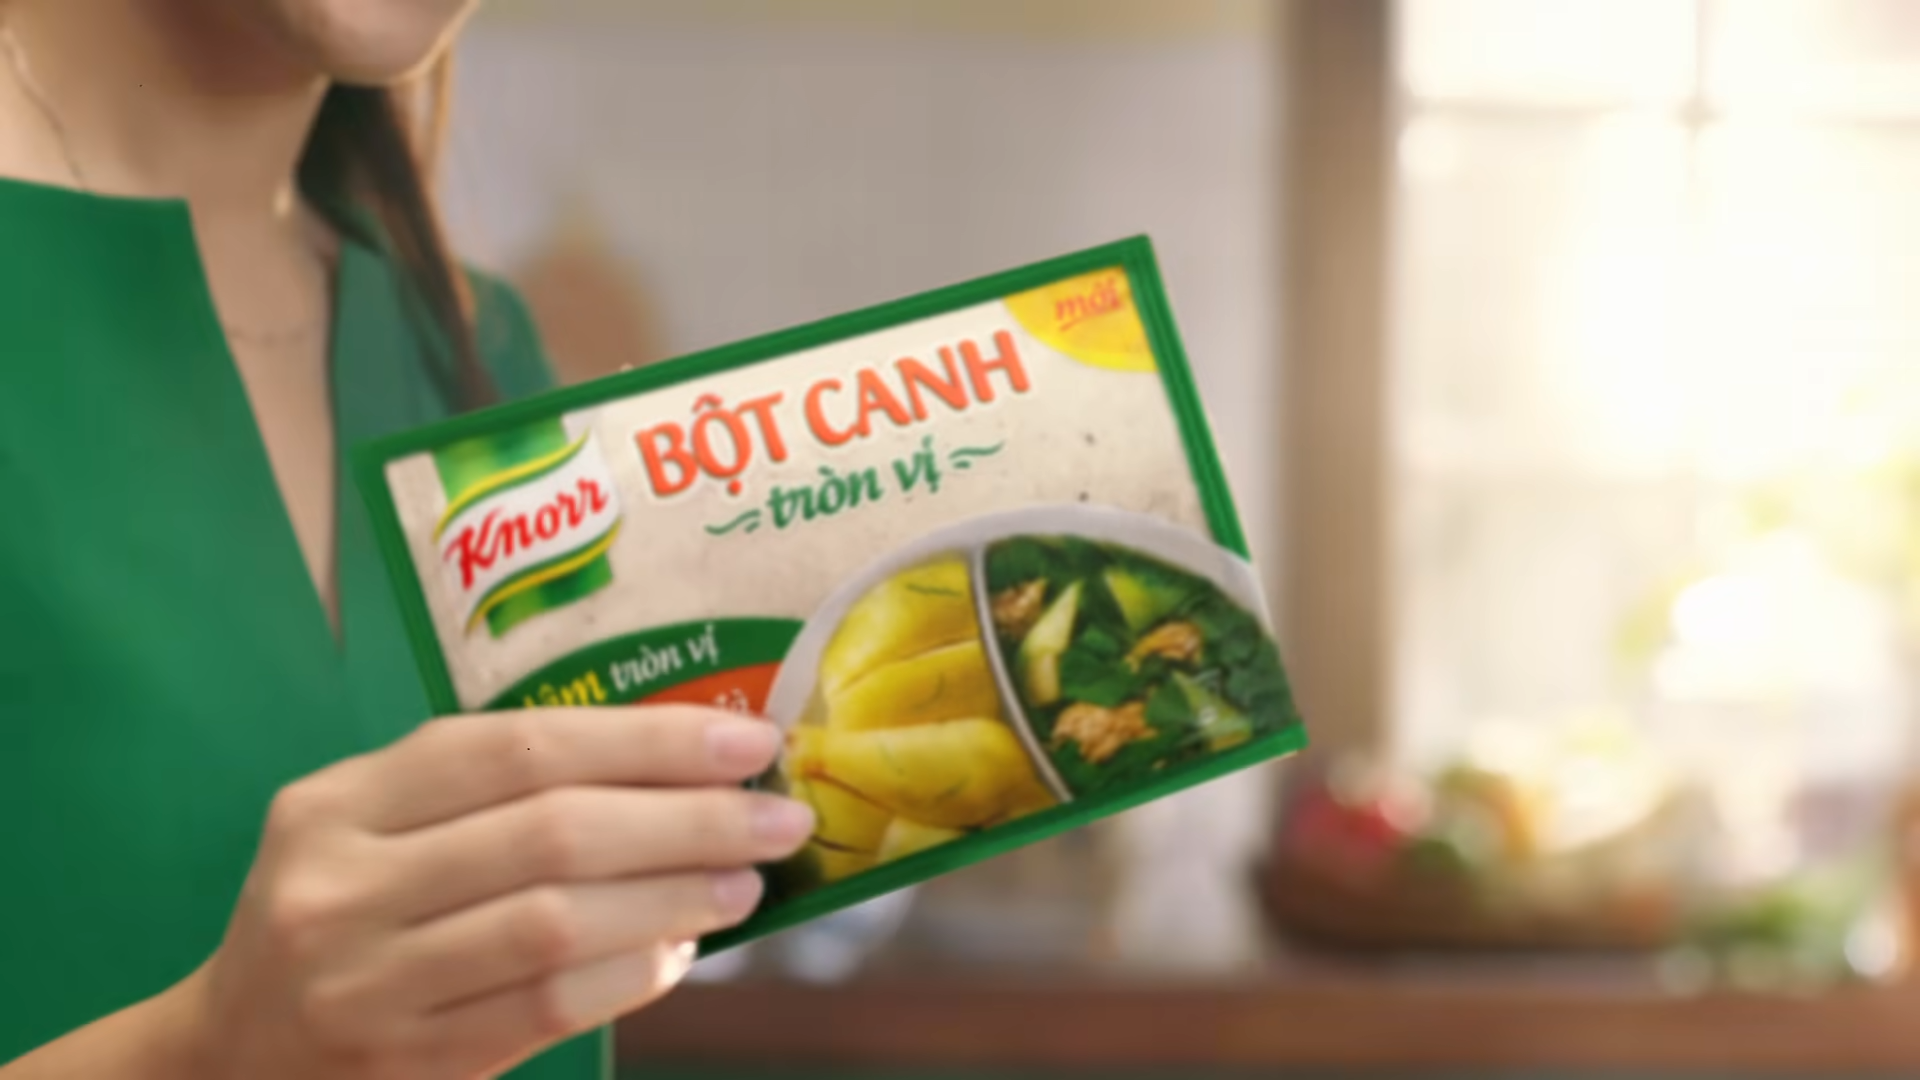 mới
BỘT CANH
tròn vị
Knorr
tròn vị